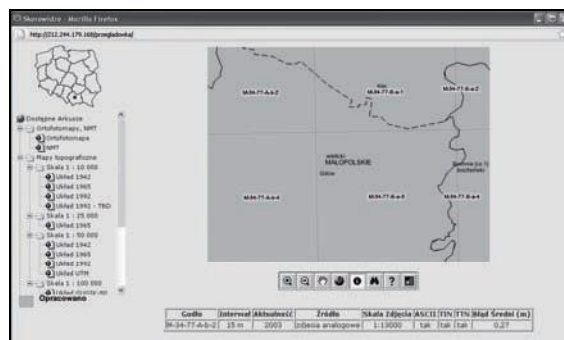 Skorowidze - Mozilla Firefox
http://212.244.179.168/przegladowka/
Dostępne Arkusze
Ortofotomapy, NMT
Ortofotomapa
NMT
Mapy topograficzne
Skala 1 : 10 000
Układ 1942
Układ 1965
Układ 1992
Układ 1992 - TBD
Skala 1 : 25 000
Układ 1965
Skala 1 : 50 000
Układ 1942
Układ 1965
Układ 1992
Układ UTM
Skala 1 : 100 000
Opracowano
M-34-77-A-b-2
M-34-77-B-a-1
M-34-77-B-a-2
wielicki
MAŁOPOLSKIE
Gdów
bocheński
M-34-77-A-b-4
M-34-77-B-a-3
M-34-77-B-a-4
Godło Interwał Aktualność Źródło Skala Zdjęcia ASCII TIN TTN Błąd Średni (m)
M-34-77-A-b-2 15 m 2003 zdjęcia analogowe 1:13000 tak tak tak 0,27